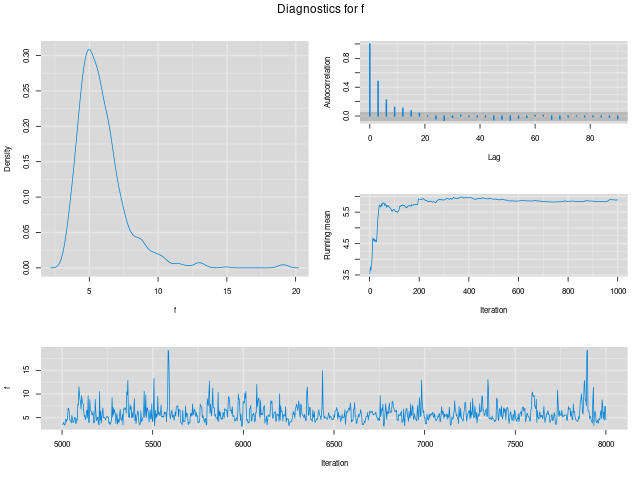 Diagnostics for f
Density
0.00 0.05 0.10 0.15 0.20 0.25 0.30
5 10 15 20
f
Autocorrelation
0.0 0.4 0.8
0 20 40 60 80
Lag
Running mean
3.5 4.5 5.5
0 200 400 600 800 1000
Iteration
f
5 10 15
5000 5500 6000 6500 7000 7500 8000
Iteration